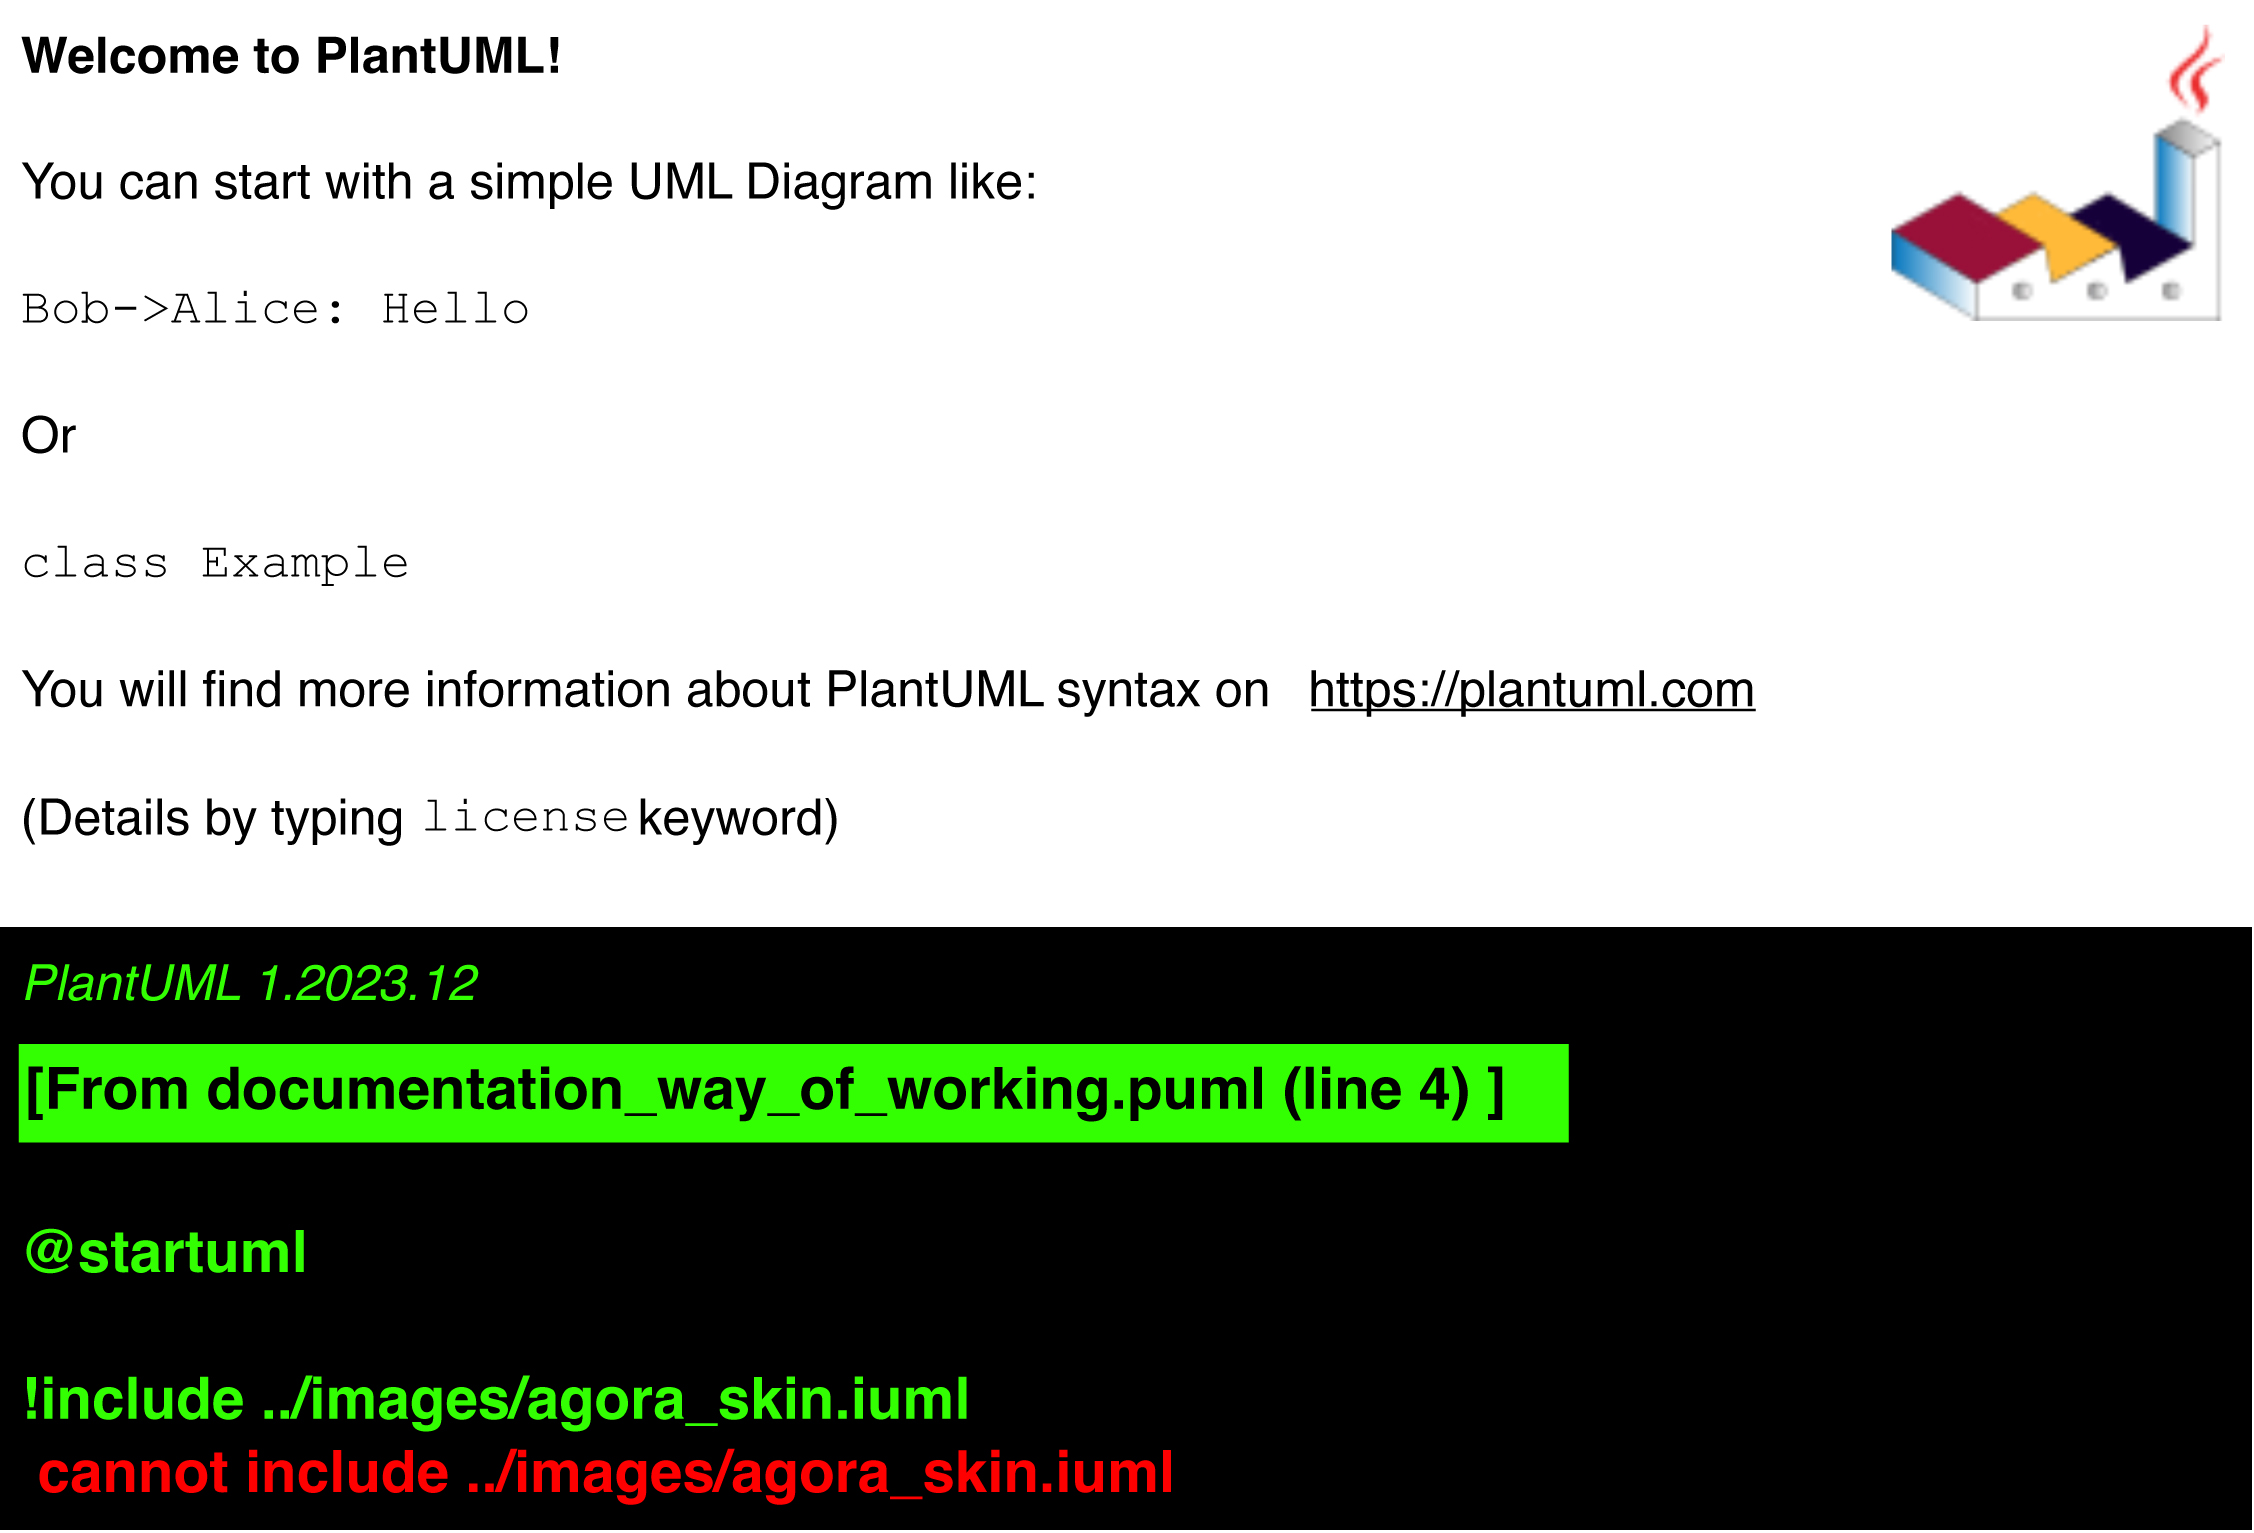 Welcome to PlantUML!
You can start with a simple UML Diagram like:
Bob->Alice: Hello
Or
class Example
You will find more information about PlantUML syntax on https://plantuml.com
(Details by typing license keyword)
PlantUML 1.2023.12
[From documentation_way_of_working.puml (line 4) ]
@startuml
!include ../images/agora_skin.iuml
cannot include ../images/agora_skin.iuml